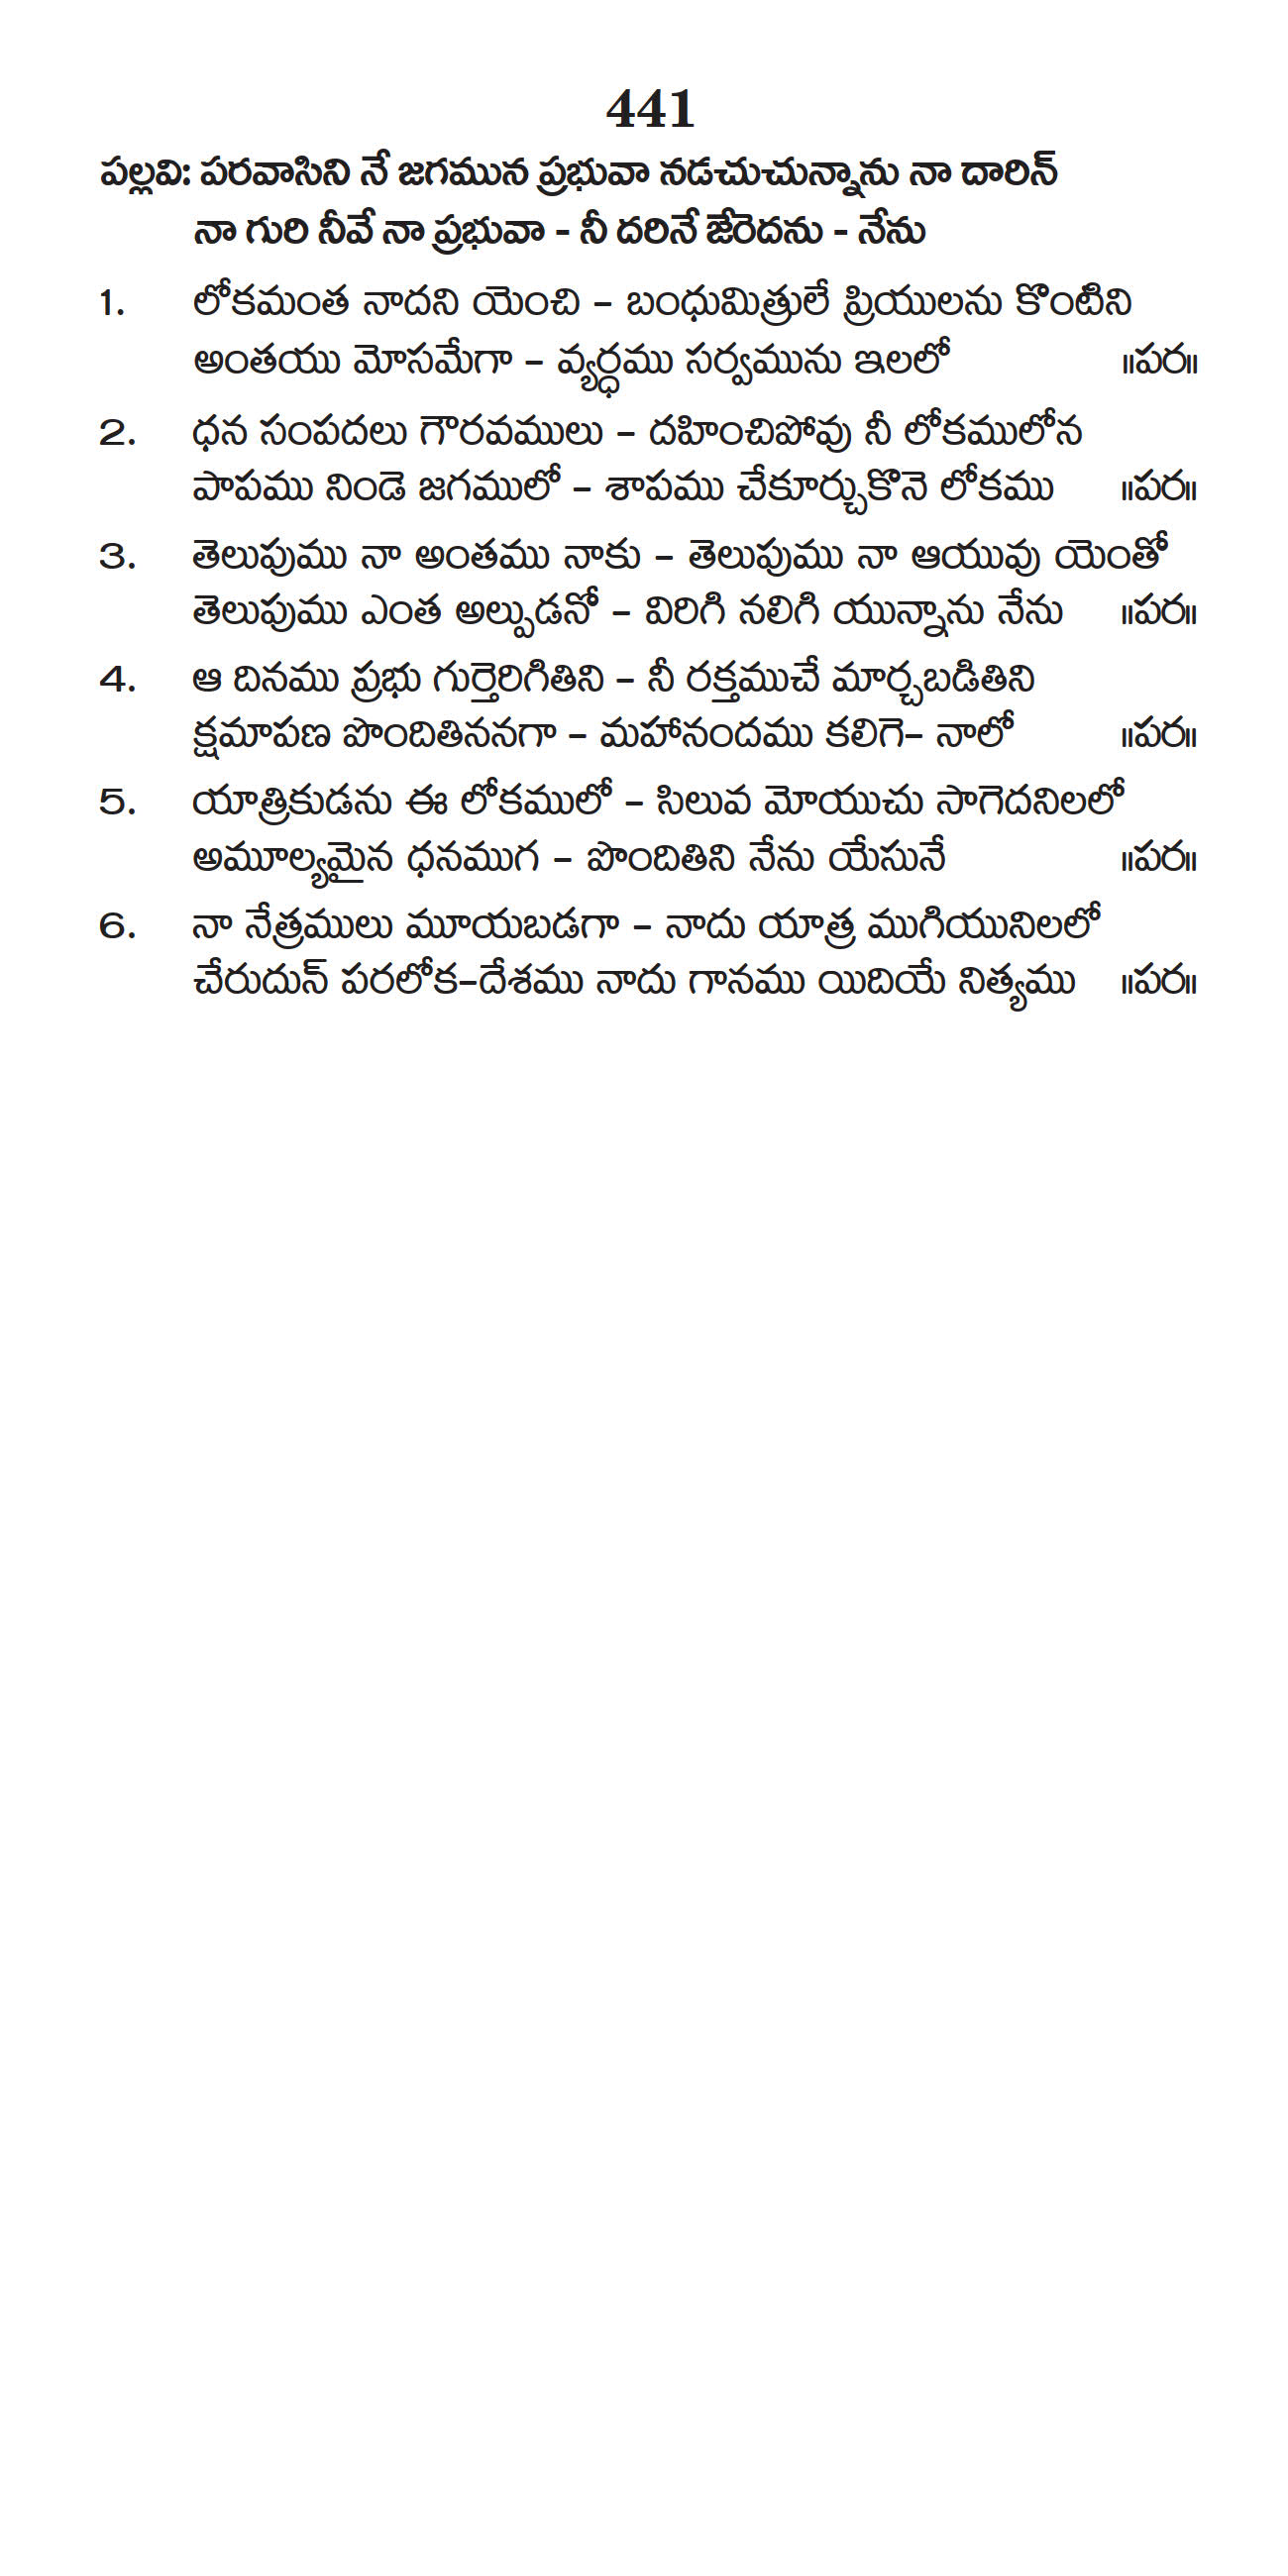 441
పల్లవి: పరవాసిని నే జగమున ప్రభువా నడచుచున్నాను నా దారిన్
నా గురి నీవే నా ప్రభువా - నీ దరినే జేరెదను - నేను
1. లోకమంత నాదని యెంచి – బంధుమిత్రులే ప్రియులను కొంటిని
అంతయు మోసమేగా – వ్యర్ధము సర్వమును ఇలలో ॥పర॥
2. ధన సంపదలు గౌరవములు – దహించిపోవు నీ లోకములోన
పాపము నిండె జగములో – శాపము చేకూర్చుకొనె లోకము ॥పర॥
3. తెలుపుము నా అంతము నాకు – తెలుపుము నా ఆయువు యెంతో
తెలుపుము ఎంత అల్పుడనో – విరిగి నలిగి యున్నాను నేను ॥పర॥
4. ఆ దినము ప్రభు గుర్తెరిగితిని – నీ రక్తముచే మార్చబడితిని
క్షమాపణ పొందితిననగా – మహానందము కలిగె– నాలో ॥పర॥
5. యాత్రికుడను ఈ లోకములో – సిలువ మోయుచు సాగెదనిలలో
అమూల్యమైన ధనముగ – పొందితిని నేను యేసునే ॥పర॥
6. నా నేత్రములు మూయబడగా – నాదు యాత్ర ముగియునిలలో
చేరుదున్ పరలోక–దేశము నాదు గానము యిదియే నిత్యము ॥పర॥